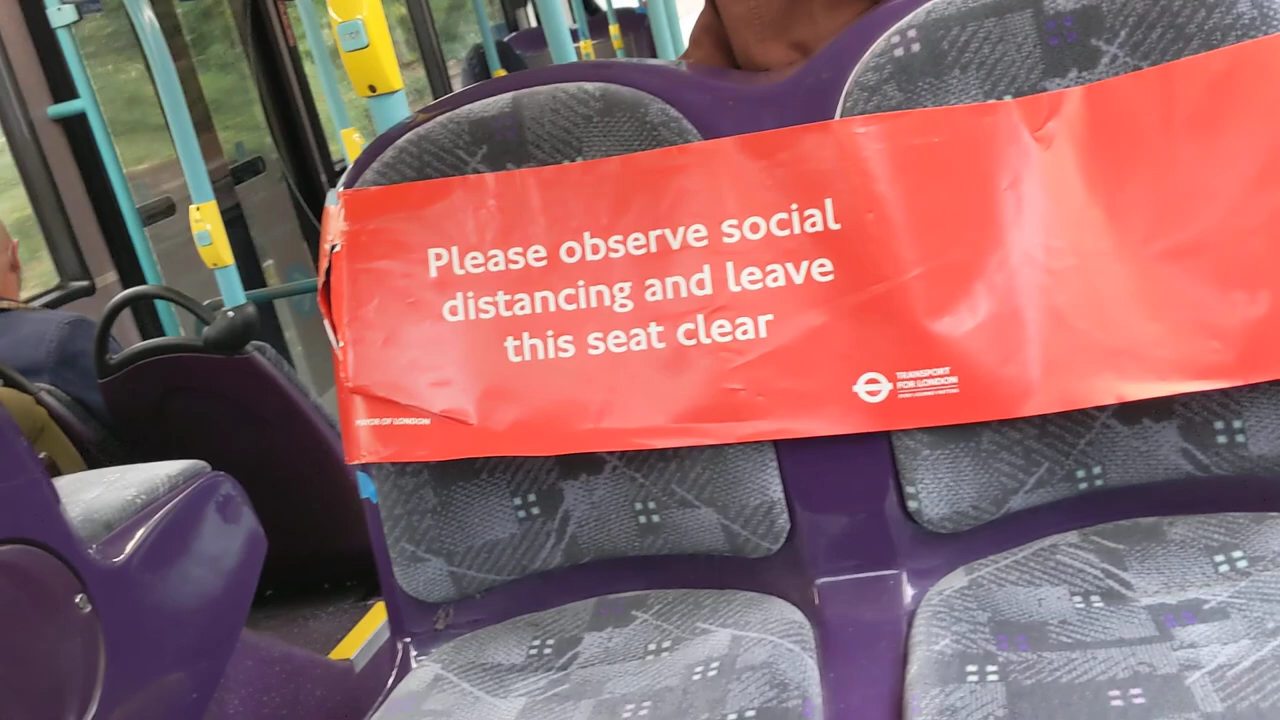 Please observe social
distancing and leave
this seat clear
TRANSPORT
FOR LONDON
MAYOR OF LONDON